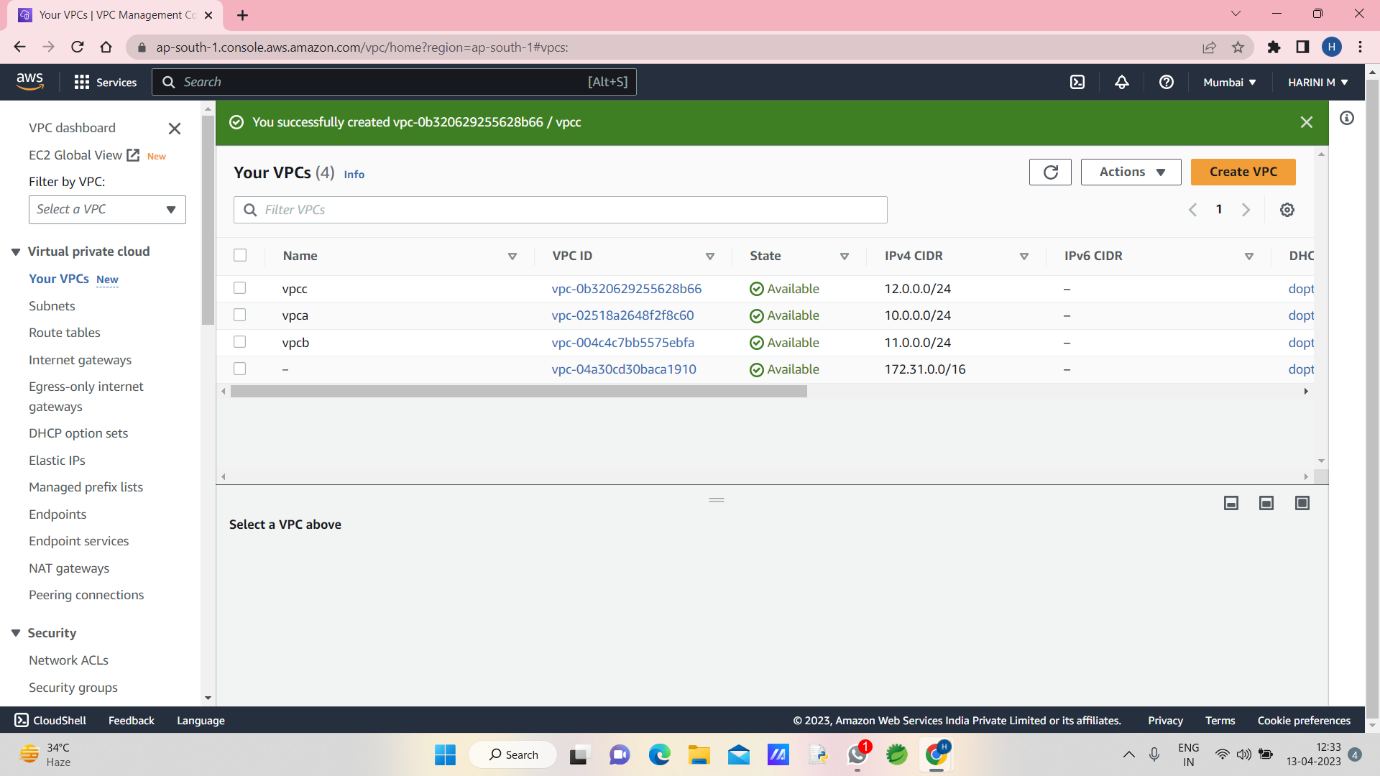 Your VPCs | VPC Management Co
ap-south-1.console.aws.amazon.com/vpc/home?region=ap-south-1#vpcs:
H
aws
Services
Search
[Alt+S]
Mumbai
HARINI M
VPC dashboard
EC2 Global View New
Filter by VPC:
Select a VPC
Virtual private cloud
Your VPCs New
Subnets
Route tables
Internet gateways
Egress-only internet
gateways
DHCP option sets
Elastic IPs
Managed prefix lists
Endpoints
Endpoint services
NAT gateways
Peering connections
Security
Network ACLs
Security groups
You successfully created vpc-0b320629255628b66 / vpcc
Your VPCs (4) Info
Actions
Create VPC
Filter VPCs
1
Name VPC ID State IPv4 CIDR IPv6 CIDR DHC
vpcc vpc-0b320629255628b66 Available 12.0.0.0/24 – dopt
vpca vpc-02518a2648f2f8c60 Available 10.0.0.0/24 – dopt
vpcb vpc-004c4c7bb5575ebfa Available 11.0.0.0/24 – dopt
– vpc-04a30cd30baca1910 Available 172.31.0.0/16 – dopt
Select a VPC above
CloudShell Feedback Language © 2023, Amazon Web Services India Private Limited or its affiliates. Privacy Terms Cookie preferences
34°C
Haze
Search
1
H
ENG
IN
12:33
13-04-2023
4